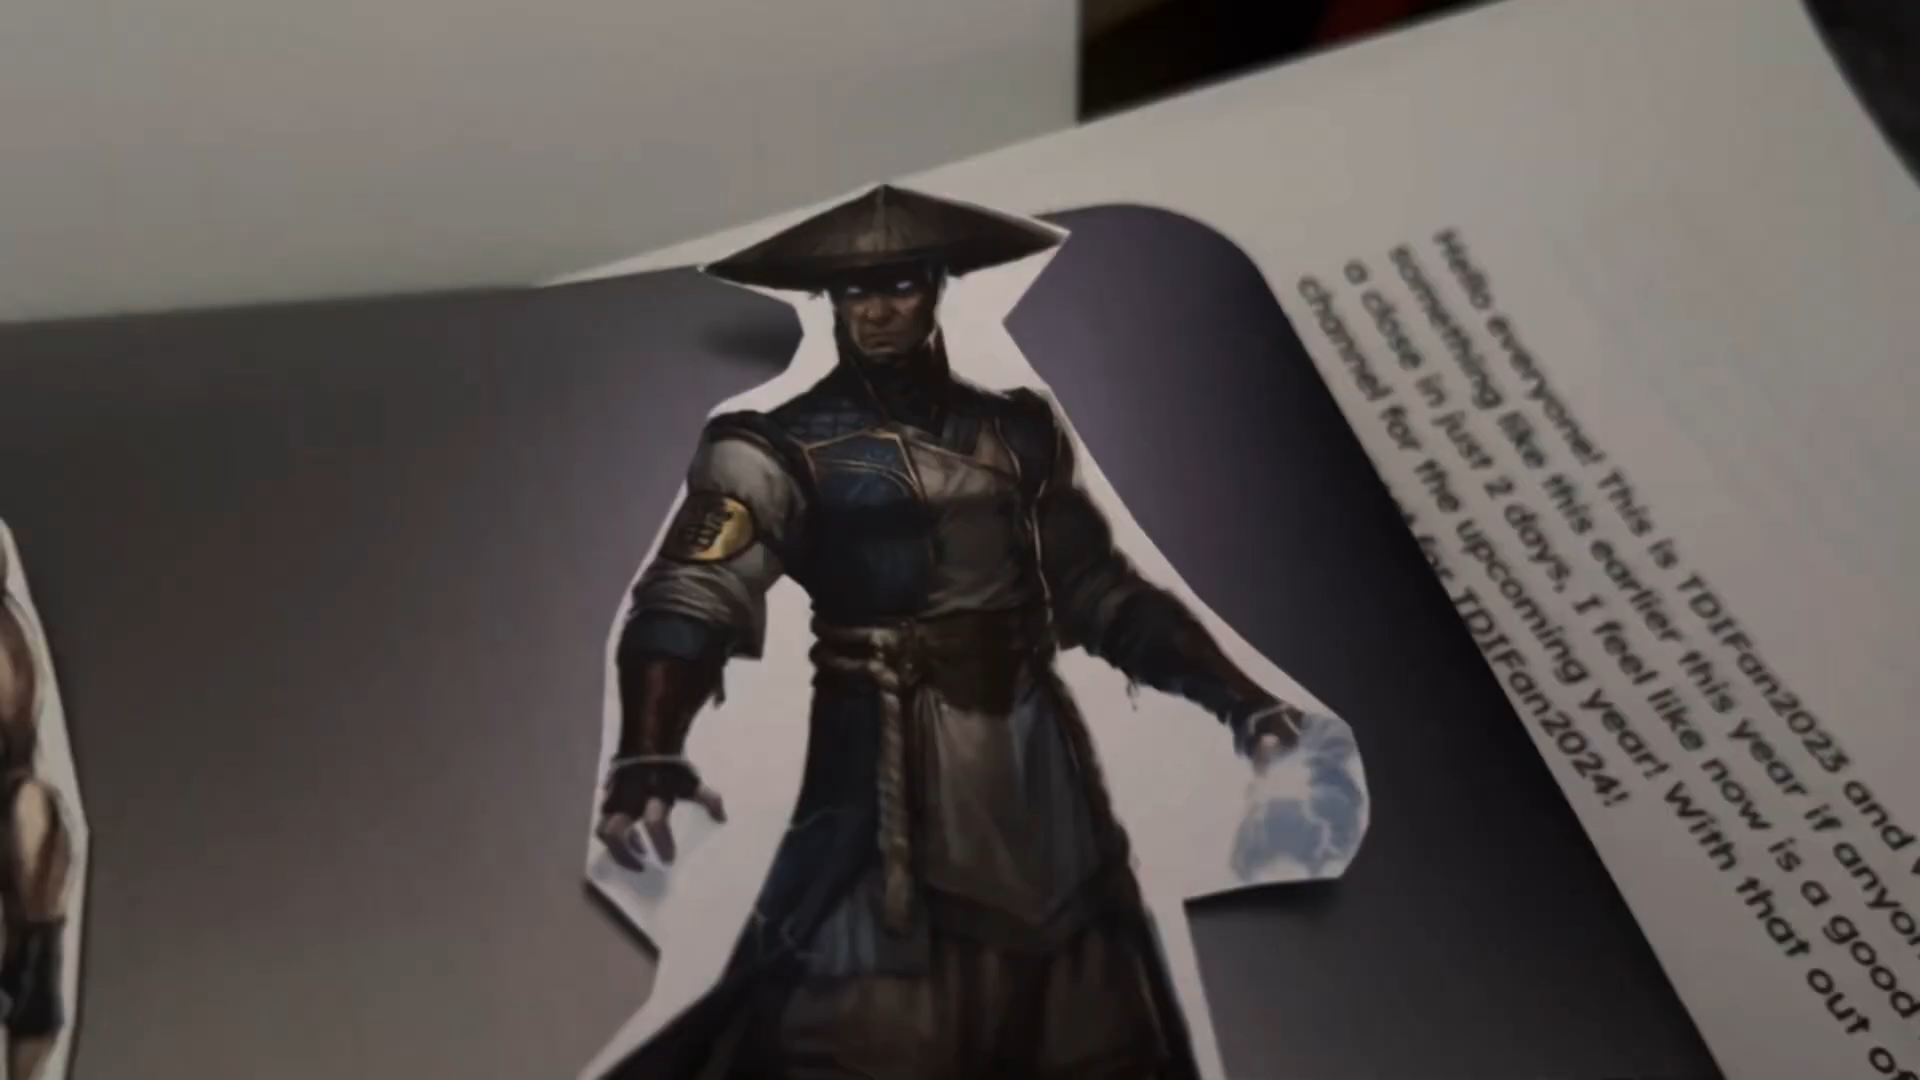 Hello everyone! This is TDIFan2023 and
something like this earlier this year if
a close in just 2 days, I feel like now is a good
channel for the upcoming year! With that out of
for TDIFan2024!